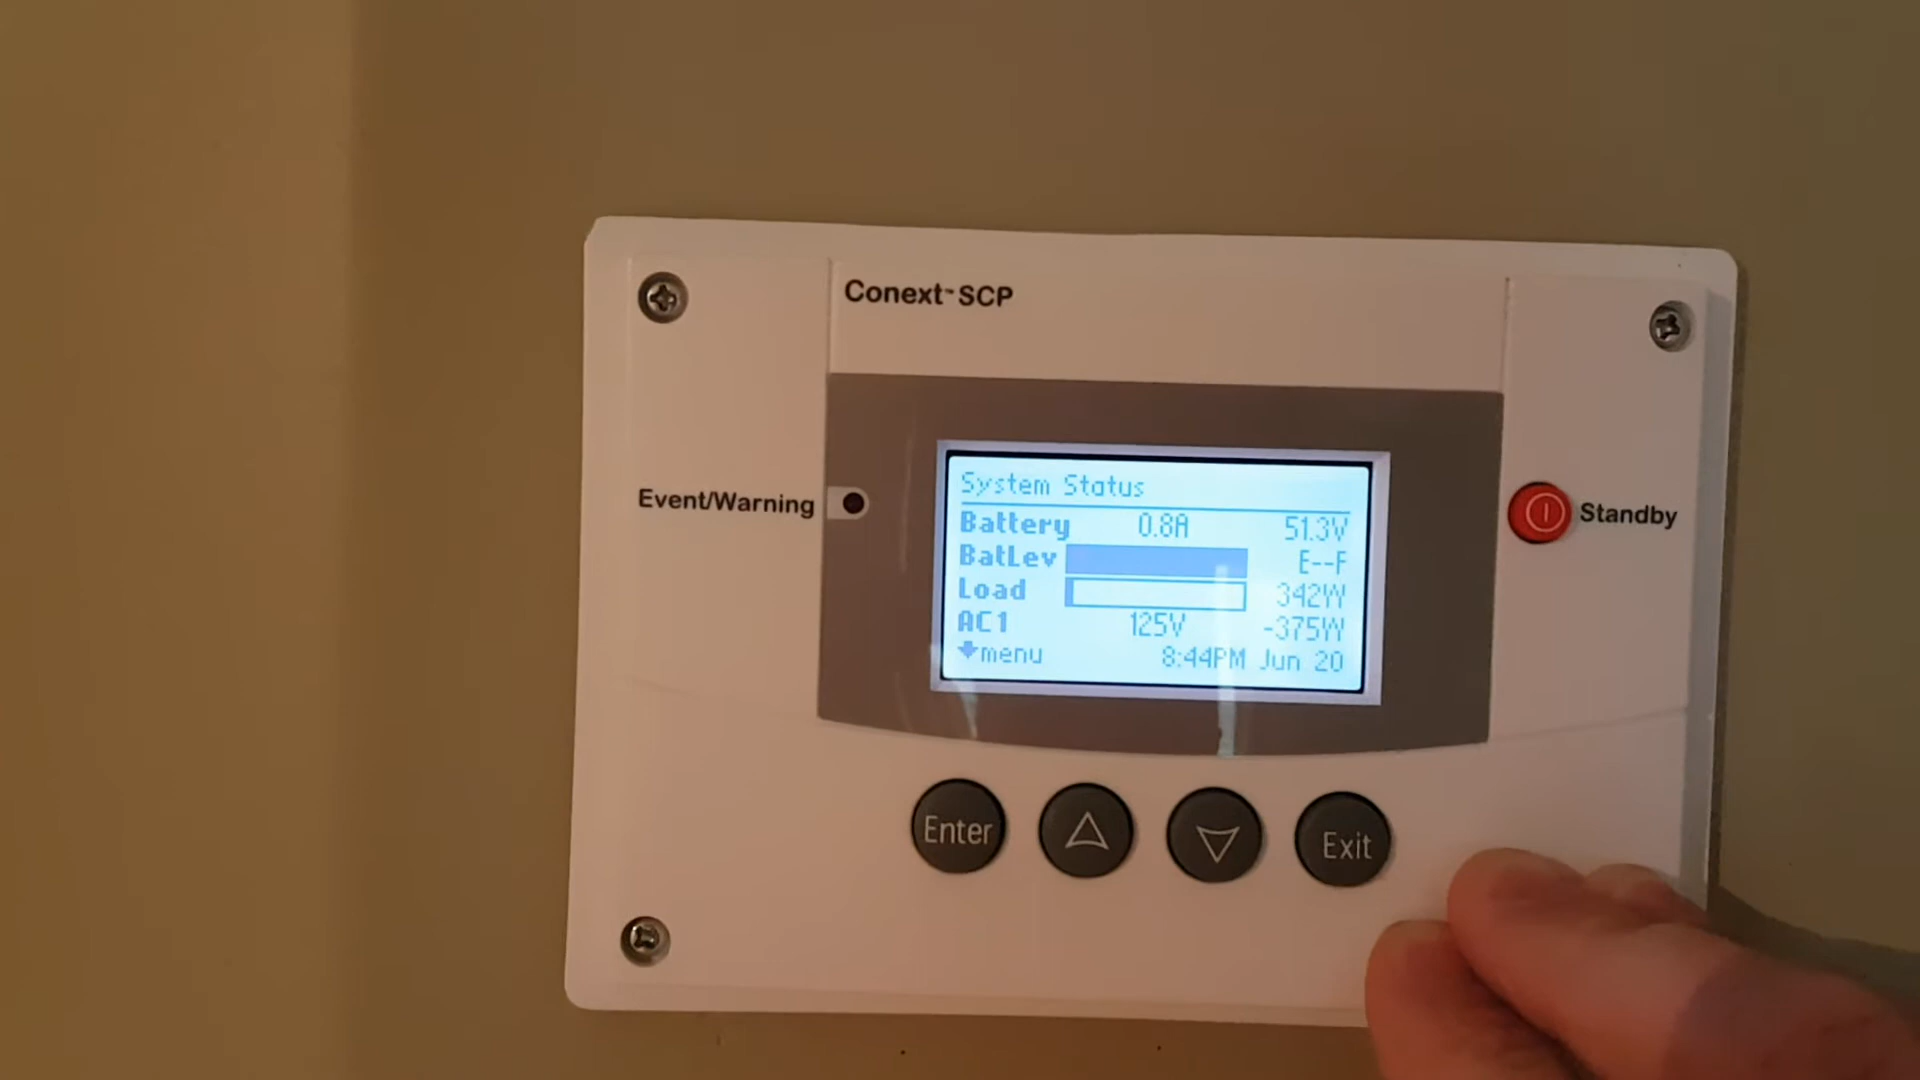 Conext™ SCP
Event/Warning
System Status
Battery 0.8A 51.3V
BatLev E--F
Load 342W
AC1 125V -375W
menu 8:44PM Jun 20
Standby
Enter
Exit